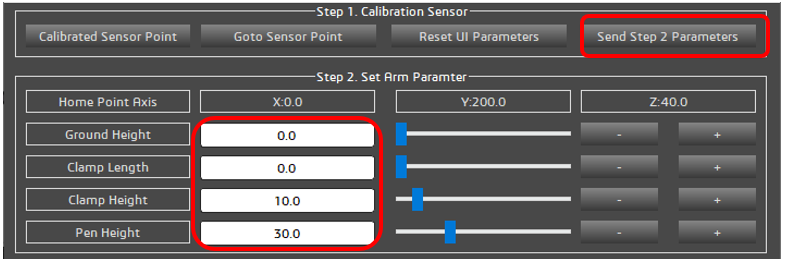 Step 1. Calibration Sensor
Calibrated Sensor Point Goto Sensor Point Reset UI Parameters Send Step 2 Parameters
Step 2. Set Arm Paramter
Home Point Axis X:0.0 Y:200.0 Z:40.0
Ground Height 0.0 - +
Clamp Length 0.0 - +
Clamp Height 10.0 - +
Pen Height 30.0 - +